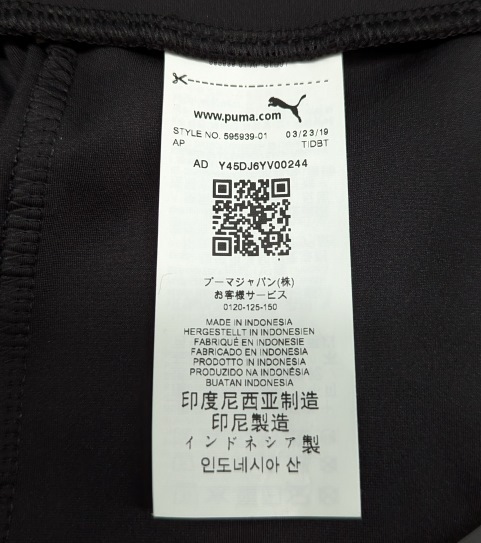 www.puma.com
STYLE NO. 595939-01 03/23/19
AP TIDBT
AD Y45DJ6YV00244
プーマジャパン(株)
お客様サービス
0120-125-150
MADE IN INDONESIA
HERGESTELLT IN INDONESIEN
FABRIQUÉ EN INDONESIE
FABRICADO EN INDONESIA
PRODOTTO IN INDONESIA
PRODUZIDO NA INDONÉSIA
BUATAN INDONESIA
印度尼西亚制造
印尼製造
インドネシア製
인도네시아 산